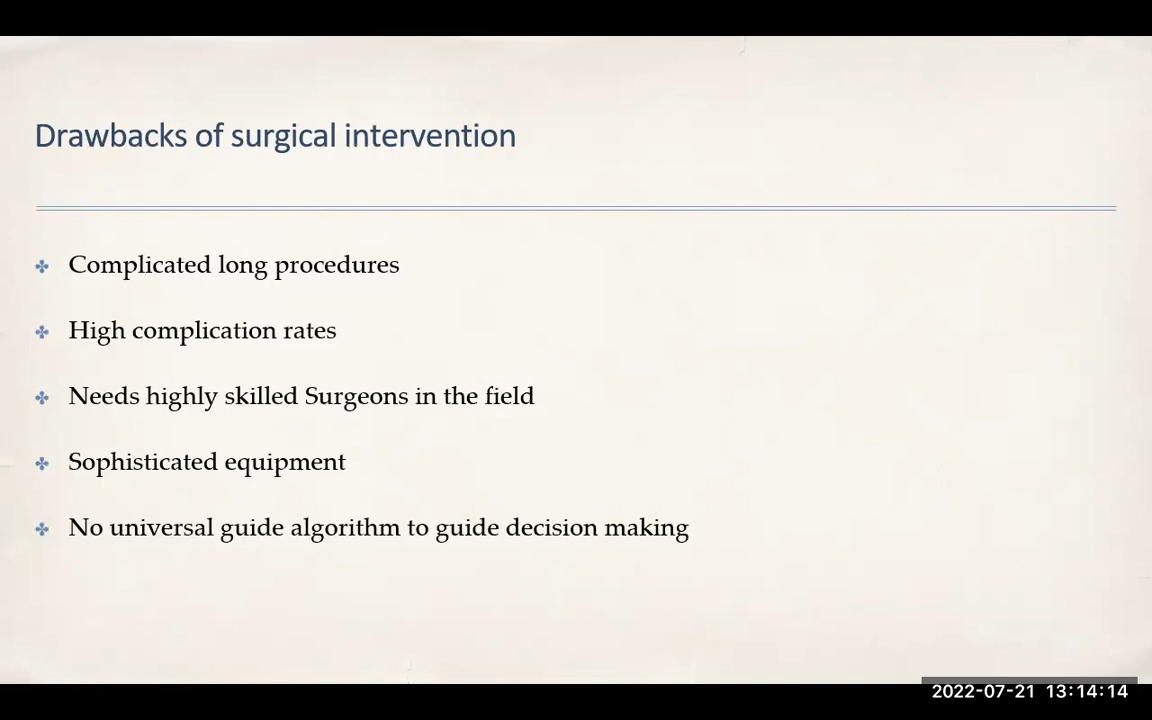 Drawbacks of surgical intervention
Complicated long procedures
High complication rates
Needs highly skilled Surgeons in the field
Sophisticated equipment
No universal guide algorithm to guide decision making
2022-07-21 13:14:14